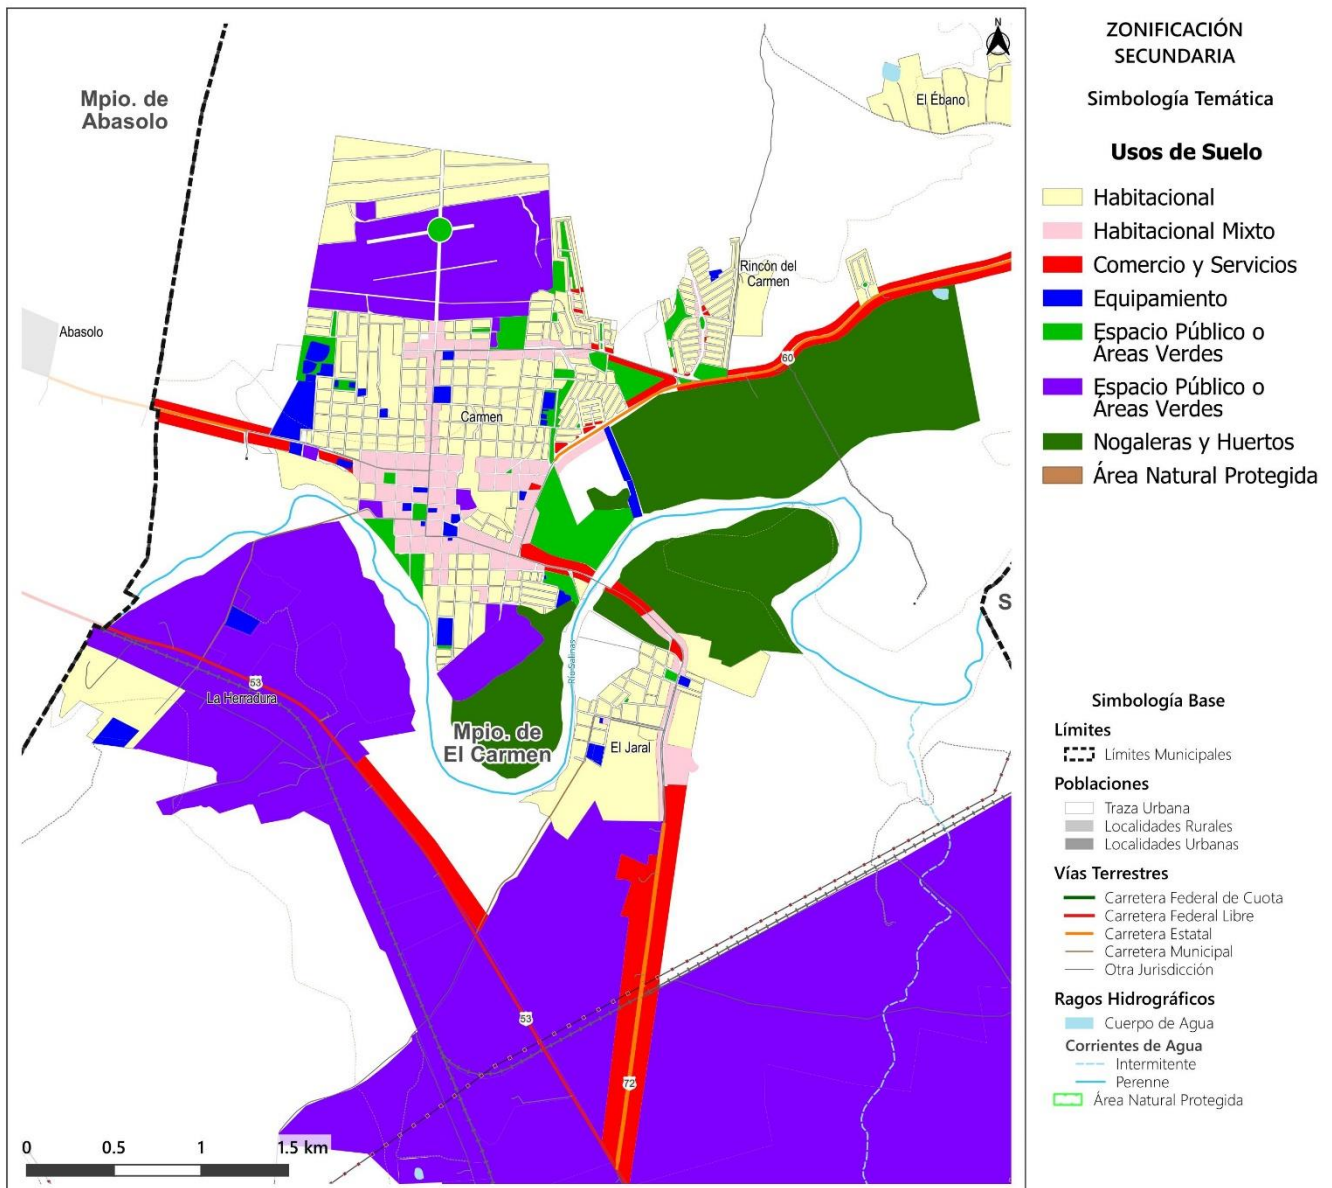 Mpio. de
Abasolo
N
El Ébano
Rincón del
Carmen
Abasolo
60
Carmen
S
Río Salinas
53
La Herradura
Mpio. de
El Carmen
El Jaral
53
72
0 0.5 1 1.5 km
ZONIFICACIÓN
SECUNDARIA
Simbología Temática
Usos de Suelo
Habitacional
Habitacional Mixto
Comercio y Servicios
Equipamiento
Espacio Público o
Áreas Verdes
Espacio Público o
Áreas Verdes
Nogaleras y Huertos
Área Natural Protegida
Simbología Base
Límites
Límites Municipales
Poblaciones
Traza Urbana
Localidades Rurales
Localidades Urbanas
Vías Terrestres
Carretera Federal de Cuota
Carretera Federal Libre
Carretera Estatal
Carretera Municipal
Otra Jurisdicción
Ragos Hidrográficos
Cuerpo de Agua
Corrientes de Agua
Intermitente
Perenne
Área Natural Protegida